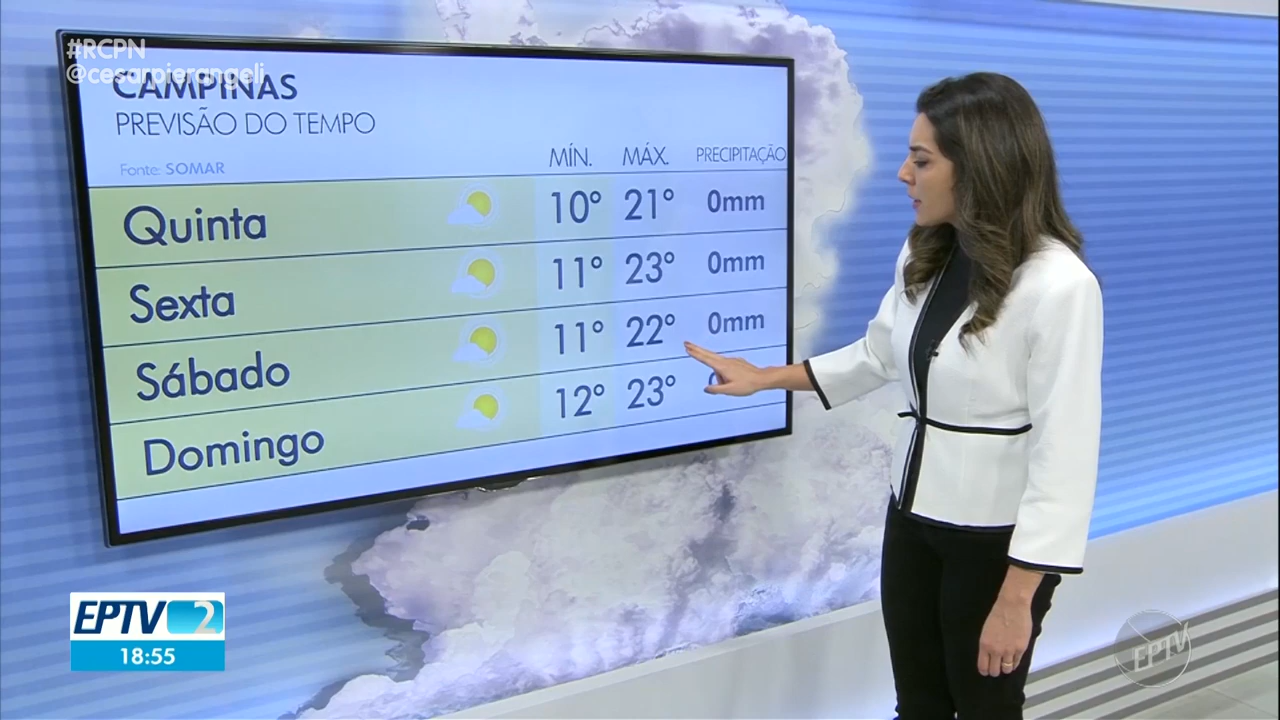 #RCPN
@cesarpierangeli
CAMPINAS
PREVISÃO DO TEMPO
Fonte: SOMAR
MÍN. MÁX. PRECIPITAÇÃO
Quinta 10° 21° 0mm
Sexta 11° 23° 0mm
Sábado 11° 22° 0mm
Domingo 12° 23°
EPTV 2
18:55
EPTV